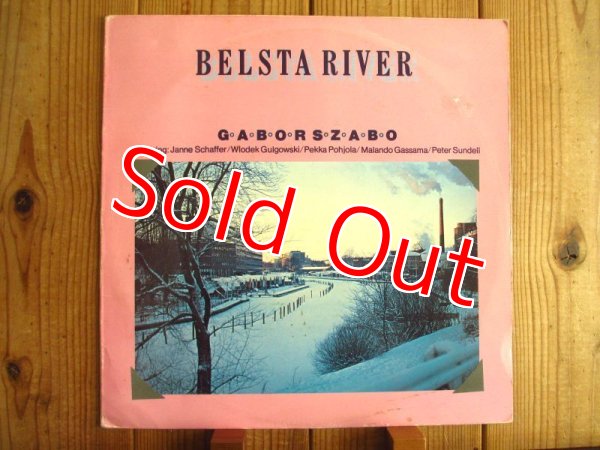 BELSTA RIVER
G•A•B•O•R S•Z•A•B•O
Janne Schaffer/Wlodek Gulgowski/Pekka Pohjola/Malando Gassama/Peter Sundell
Sold Out